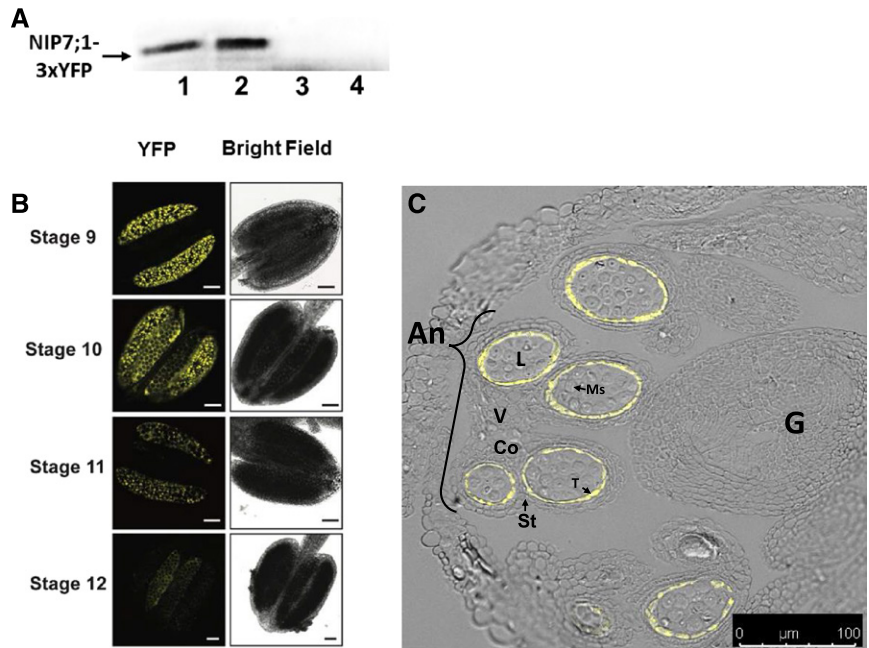 A
NIP7;1-
3xYFP
1 2 3 4
YFP Bright Field
B
Stage 9
Stage 10
Stage 11
Stage 12
C
An
L
Ms
V
G
Co
T
St
0 µm 100